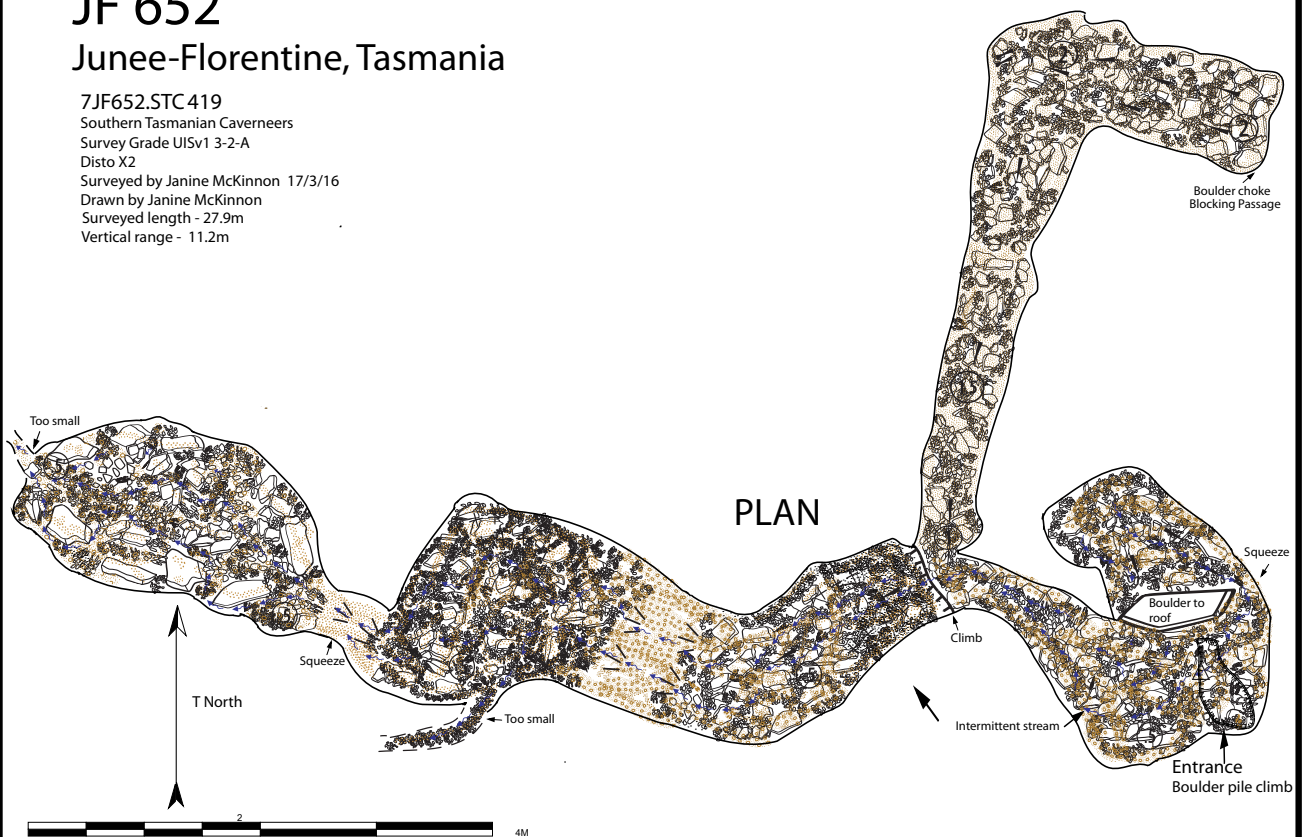 JF 652
Junee-Florentine, Tasmania
7JF652.STC 419
Southern Tasmanian Caverneers
Survey Grade UISv1 3-2-A
Disto X2
Surveyed by Janine McKinnon 17/3/16
Drawn by Janine McKinnon
Surveyed length - 27.9m
Vertical range - 11.2m
2
2
Boulder choke
Blocking Passage
Too small
PLAN
Squeeze
Boulder to
roof
Climb
Squeeze
T North
Too small
Intermittent stream
Entrance
Boulder pile climb
2
4M